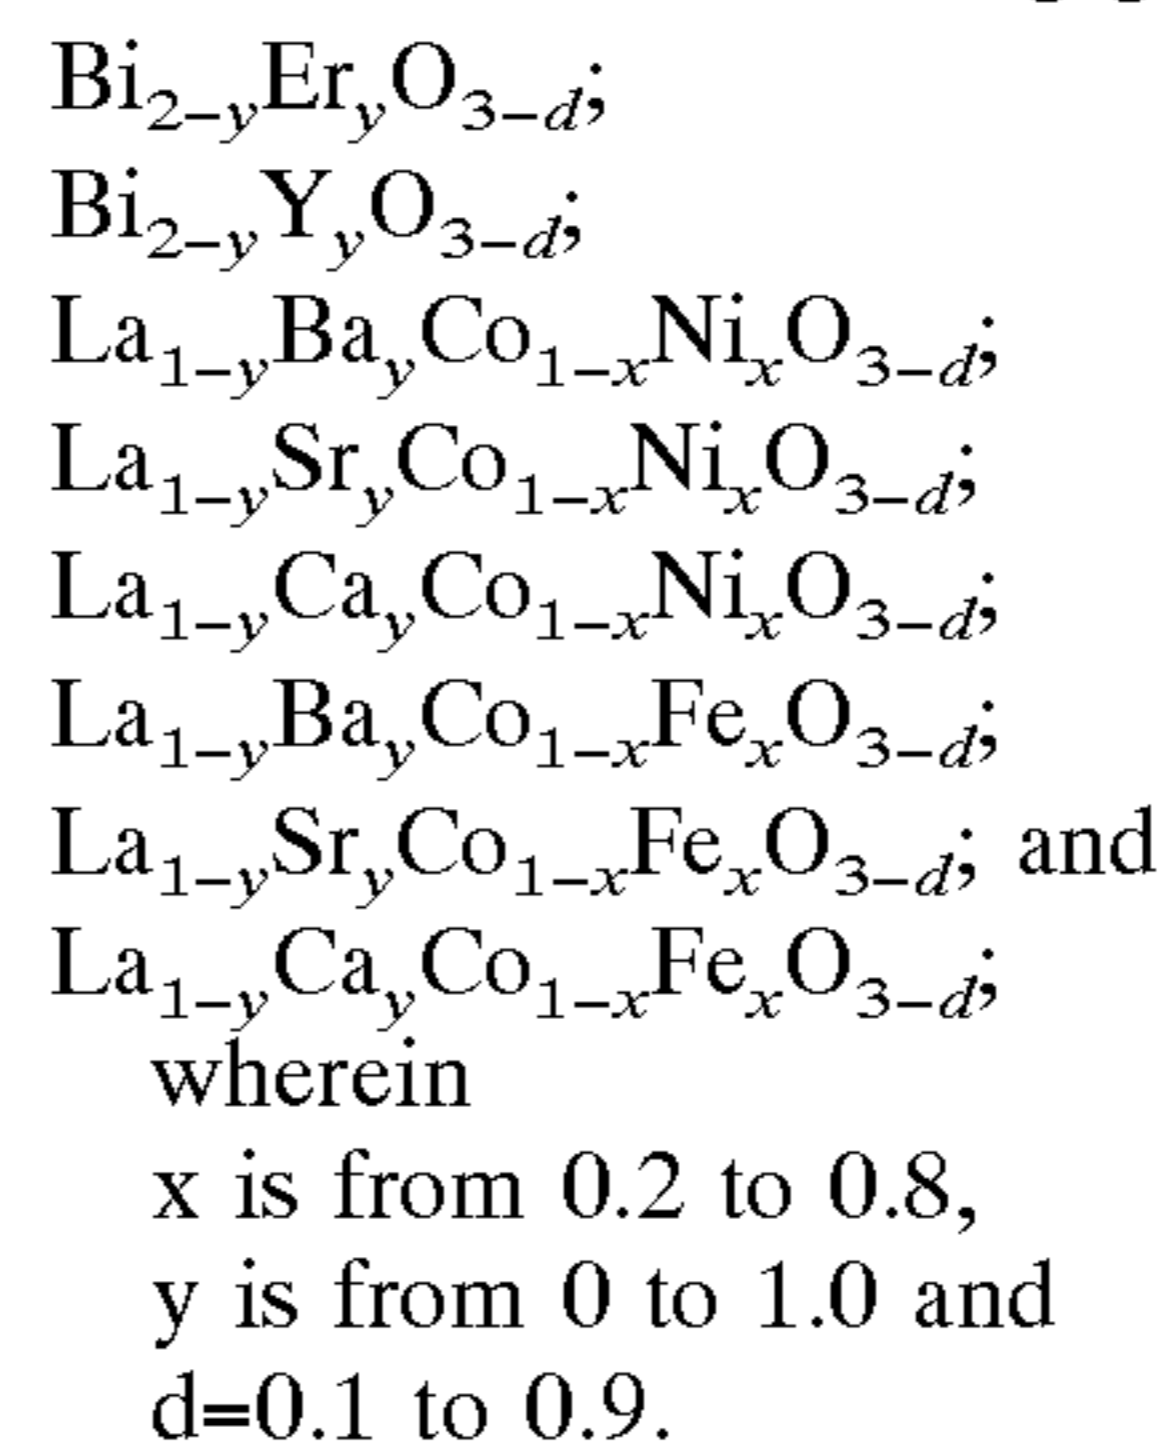 Bi₂₋yEryO₃₋d;
Bi₂₋yYyO₃₋d;
La₁₋yBayCo₁₋ₓNiₓO₃₋d;
La₁₋ySryCo₁₋ₓNiₓO₃₋d;
La₁₋yCayCo₁₋ₓNiₓO₃₋d;
La₁₋yBayCo₁₋ₓFeₓO₃₋d;
La₁₋ySryCo₁₋ₓFeₓO₃₋d; and
La₁₋yCayCo₁₋ₓFeₓO₃₋d;
wherein
x is from 0.2 to 0.8,
y is from 0 to 1.0 and
d=0.1 to 0.9.